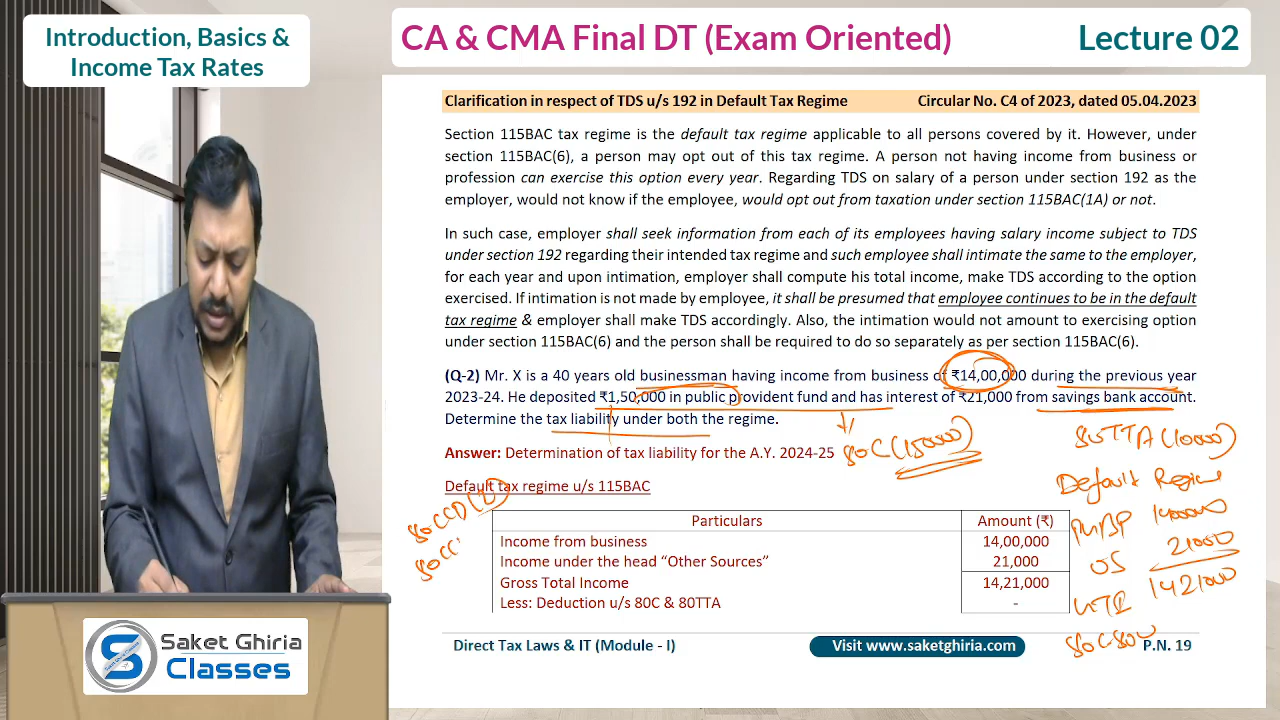 Introduction, Basics &
Income Tax Rates
CA & CMA Final DT (Exam Oriented)
Lecture 02
Clarification in respect of TDS u/s 192 in Default Tax Regime
Circular No. C4 of 2023, dated 05.04.2023
Section 115BAC tax regime is the default tax regime applicable to all persons covered by it. However, under
section 115BAC(6), a person may opt out of this tax regime. A person not having income from business or
profession can exercise this option every year. Regarding TDS on salary of a person under section 192 as the
employer, would not know if the employee, would opt out from taxation under section 115BAC(1A) or not.
In such case, employer shall seek information from each of its employees having salary income subject to TDS
under section 192 regarding their intended tax regime and such employee shall intimate the same to the employer,
for each year and upon intimation, employer shall compute his total income, make TDS according to the option
exercised. If intimation is not made by employee, it shall be presumed that employee continues to be in the default
tax regime & employer shall make TDS accordingly. Also, the intimation would not amount to exercising option
under section 115BAC(6) and the person shall be required to do so separately as per section 115BAC(6).
(Q-2) Mr. X is a 40 years old businessman having income from business of ₹14,00,000 during the previous year
2023-24. He deposited ₹1,50,000 in public provident fund and has interest of ₹21,000 from savings bank account.
Determine the tax liability under both the regime.
80TTA (10000)
80C (150000)
Answer: Determination of tax liability for the A.Y. 2024-25
Default Regime
Default tax regime u/s 115BAC
80CCD(2)
80CC
Particulars Amount (₹)
Income from business 14,00,000
Income under the head “Other Sources” 21,000
Gross Total Income 14,21,000
Less: Deduction u/s 80C & 80TTA -
PGBP 1400000
OS 21000
GTI 1421000
80C-80U
Saket Ghiria
Classes
Direct Tax Laws & IT (Module - I)
Visit www.saketghiria.com
P.N. 19